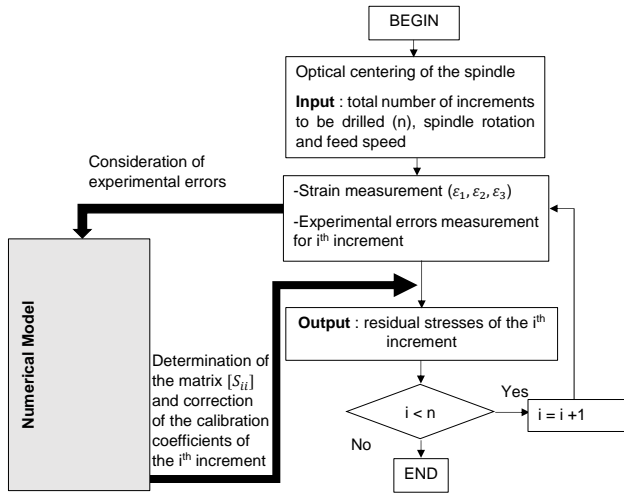 BEGIN
Optical centering of the spindle
Input : total number of increments
to be drilled (n), spindle rotation
and feed speed
Consideration of
experimental errors
-Strain measurement (ε₁, ε₂, ε₃)
-Experimental errors measurement
for iᵗʰ increment
Numerical Model
Determination of
the matrix [Sᵢᵢ]
and correction
of the calibration
coefficients of
the iᵗʰ increment
Output : residual stresses of the iᵗʰ
increment
i < n
Yes
i = i +1
No
END